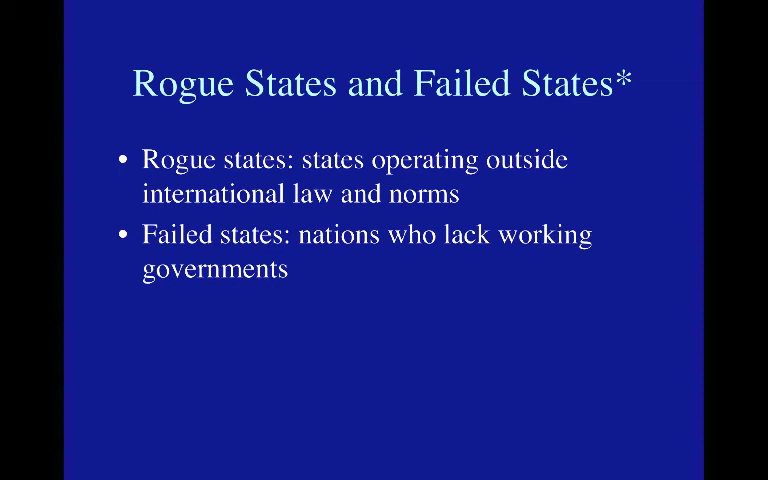 Rogue States and Failed States*
• Rogue states: states operating outside
international law and norms
• Failed states: nations who lack working
governments